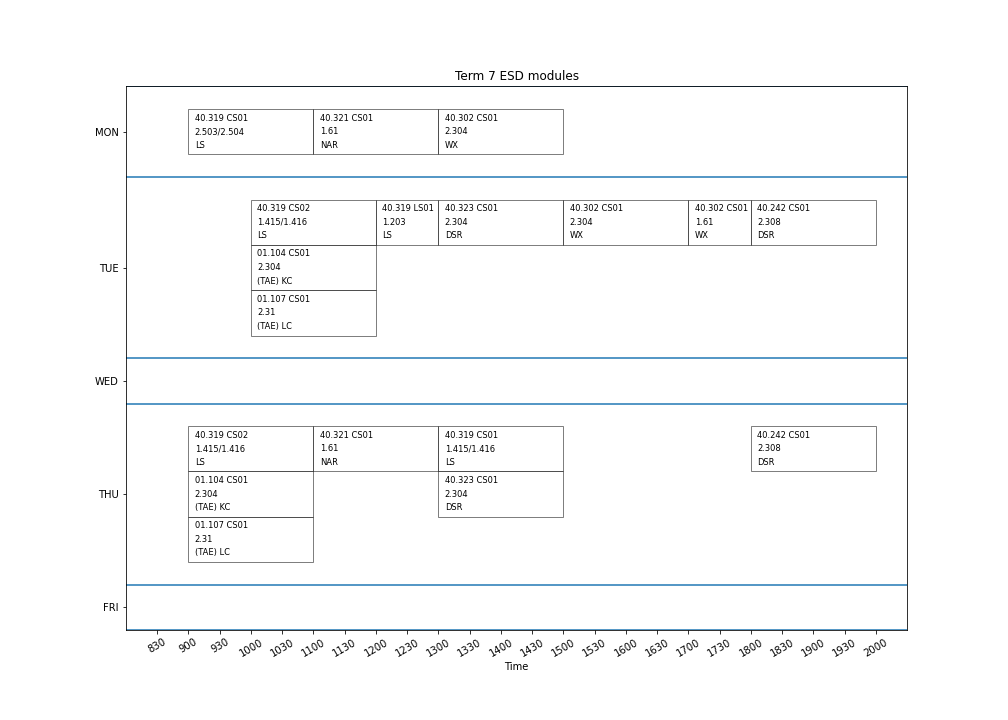 Term 7 ESD modules
MON
40.319 CS01
2.503/2.504
LS
40.321 CS01
1.61
NAR
40.302 CS01
2.304
WX
TUE
40.319 CS02
1.415/1.416
LS
40.319 LS01
1.203
LS
40.323 CS01
2.304
DSR
40.302 CS01
2.304
WX
40.302 CS01
1.61
WX
40.242 CS01
2.308
DSR
01.104 CS01
2.304
(TAE) KC
01.107 CS01
2.31
(TAE) LC
WED
THU
40.319 CS02
1.415/1.416
LS
40.321 CS01
1.61
NAR
40.319 CS01
1.415/1.416
LS
40.242 CS01
2.308
DSR
01.104 CS01
2.304
(TAE) KC
40.323 CS01
2.304
DSR
01.107 CS01
2.31
(TAE) LC
FRI
830 900 930 1000 1030 1100 1130 1200 1230 1300 1330 1400 1430 1500 1530 1600 1630 1700 1730 1800 1830 1900 1930 2000
Time